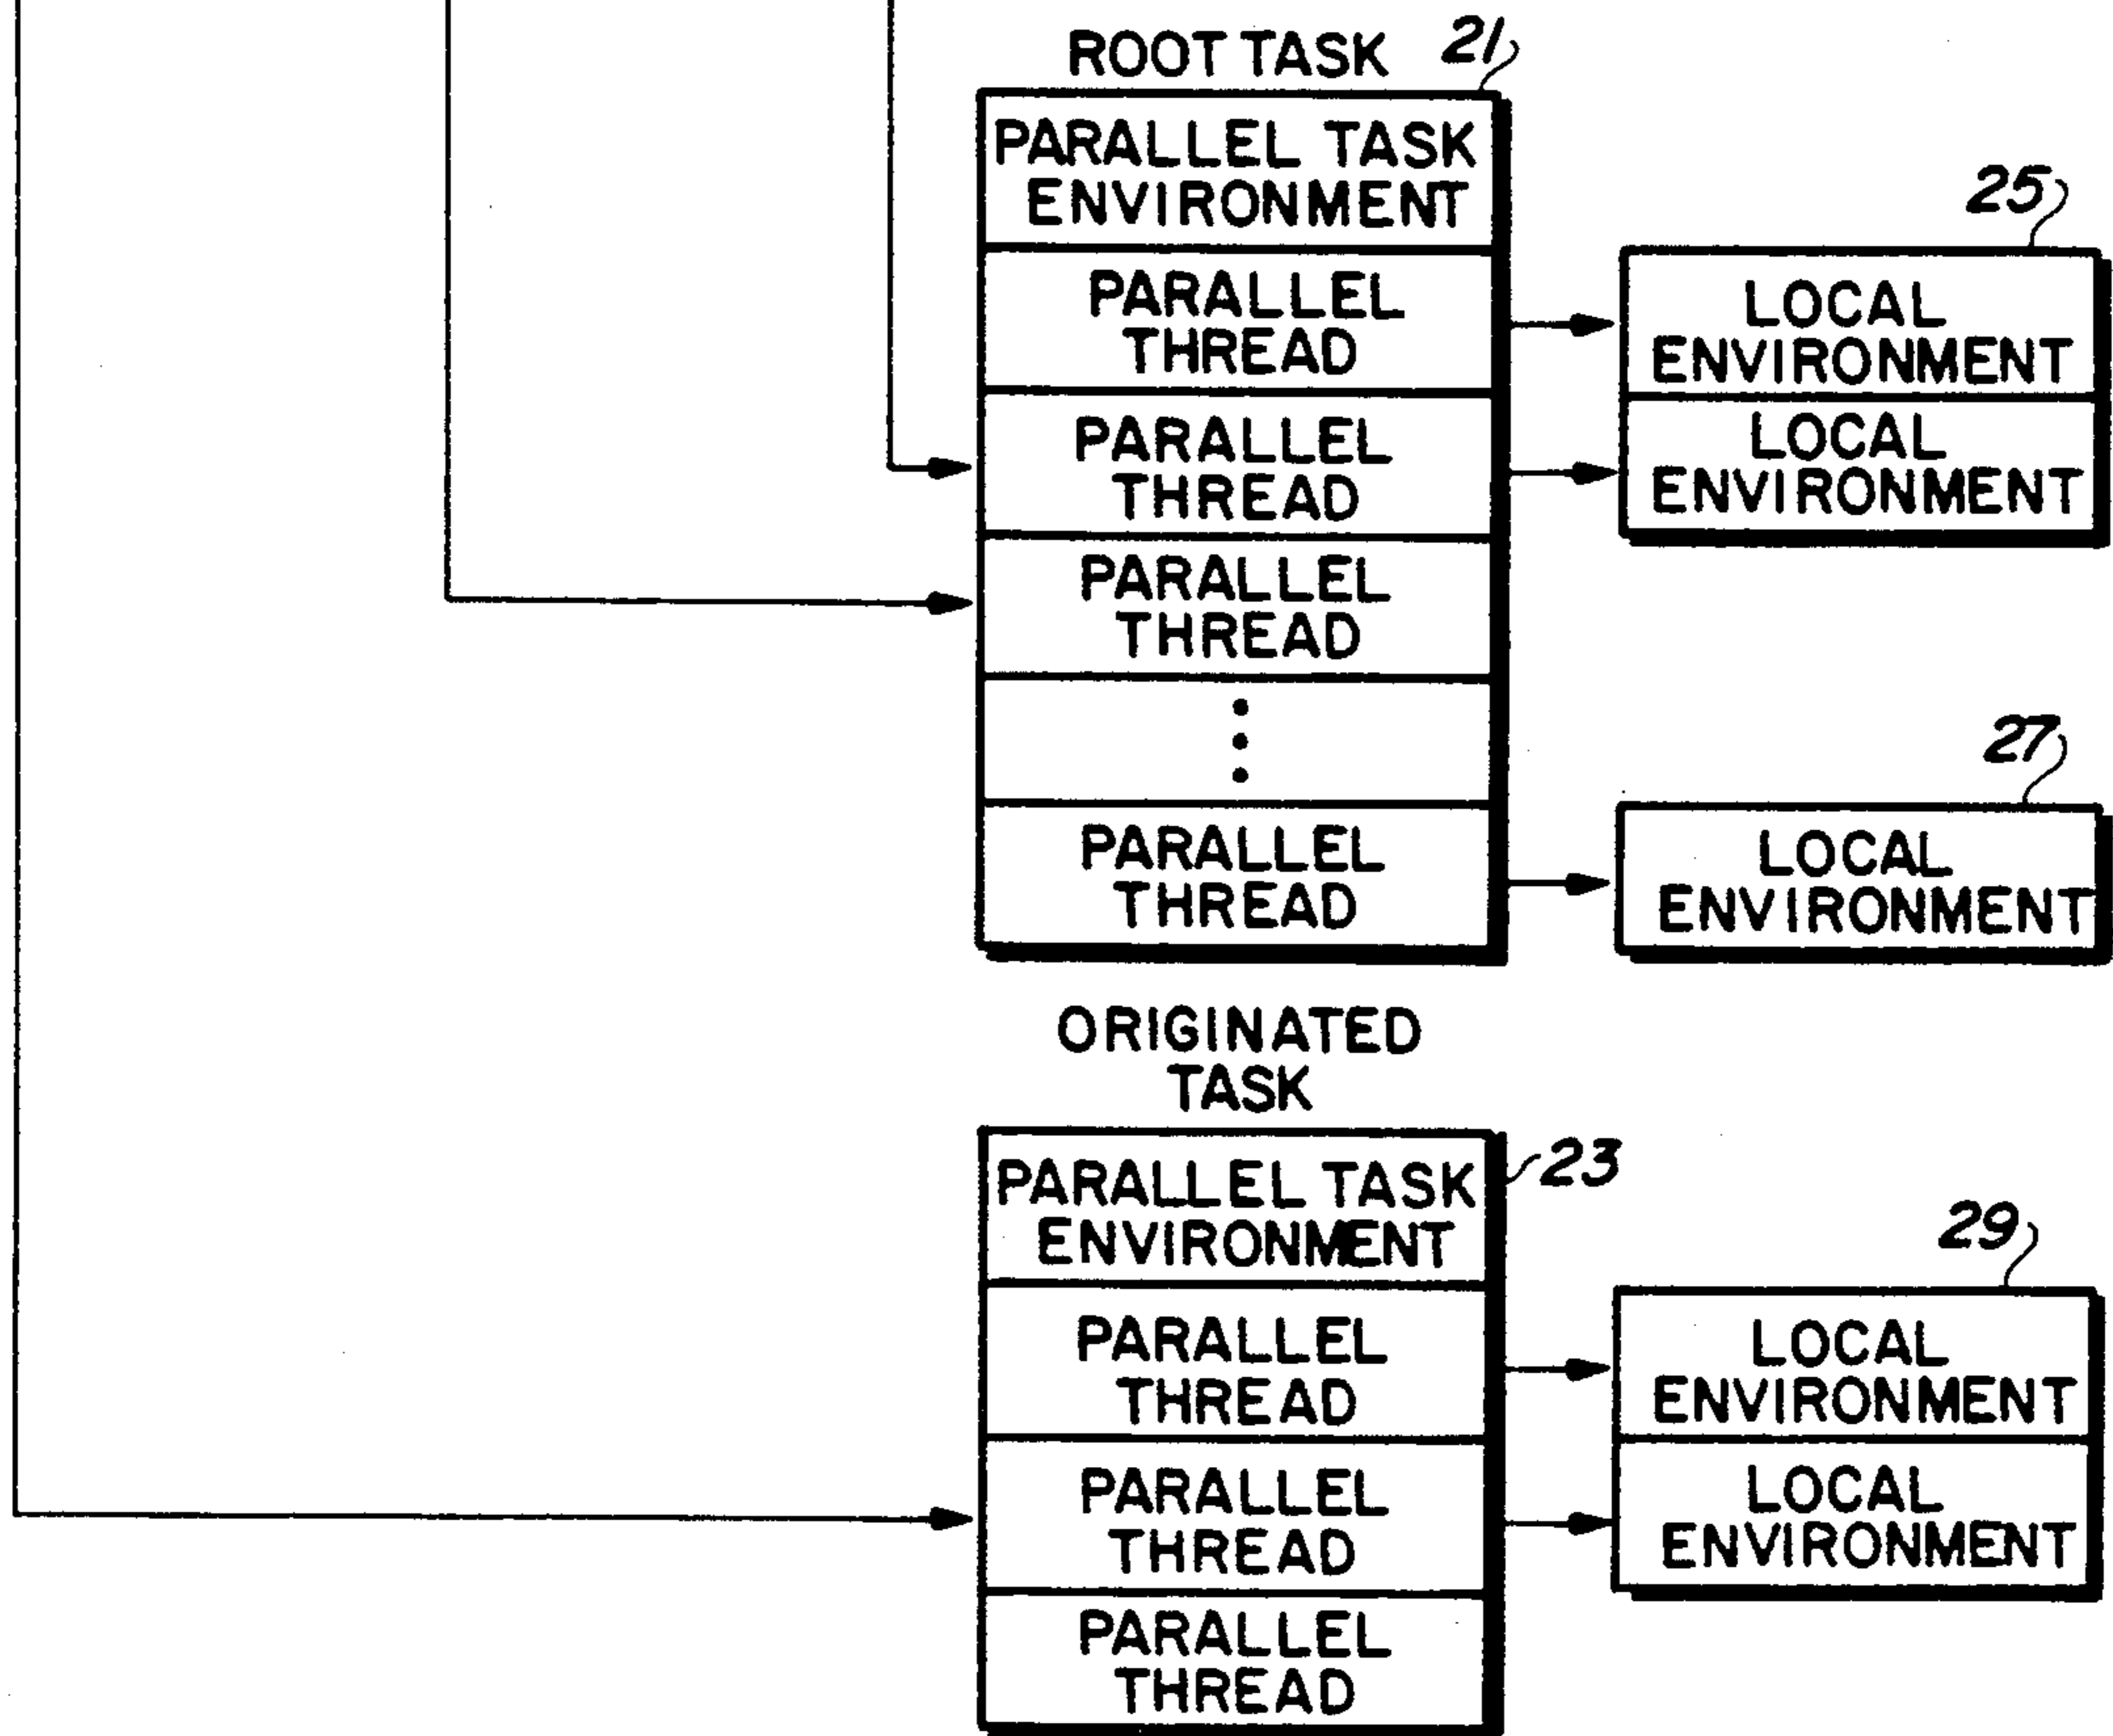 ROOT TASK 21
PARALLEL TASK
ENVIRONMENT
25
PARALLEL
THREAD
LOCAL
ENVIRONMENT
PARALLEL
THREAD
LOCAL
ENVIRONMENT
PARALLEL
THREAD
27
PARALLEL
THREAD
LOCAL
ENVIRONMENT
ORIGINATED
TASK
23
PARALLEL TASK
ENVIRONMENT
29
PARALLEL
THREAD
LOCAL
ENVIRONMENT
PARALLEL
THREAD
LOCAL
ENVIRONMENT
PARALLEL
THREAD